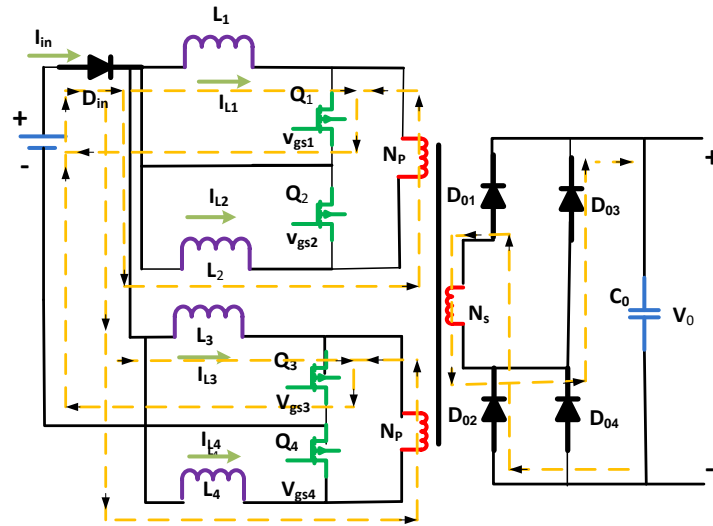 L1
Iin
Din
IL1
Q1
vgs1
+
-
NP
Q2
vgs2
IL2
L2
D01
D03
+
Ns
C0
V0
L3
IL3
Q3
Vgs3
NP
D02
D04
IL4
Q4
L4
Vgs4
-